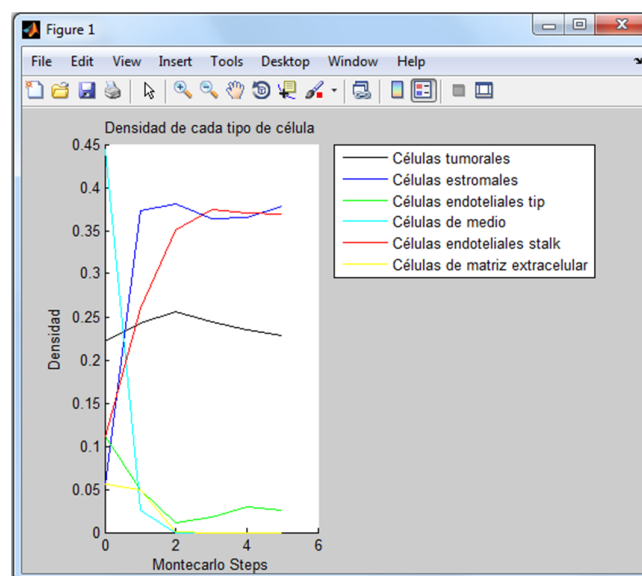 Figure 1
File Edit View Insert Tools Desktop Window Help
Densidad de cada tipo de célula
0.45
0.4
0.35
0.3
0.25
0.2
0.15
0.1
0.05
0
Densidad
0 2 4 6
Montecarlo Steps
Células tumorales
Células estromales
Células endoteliales tip
Células de medio
Células endoteliales stalk
Células de matriz extracelular